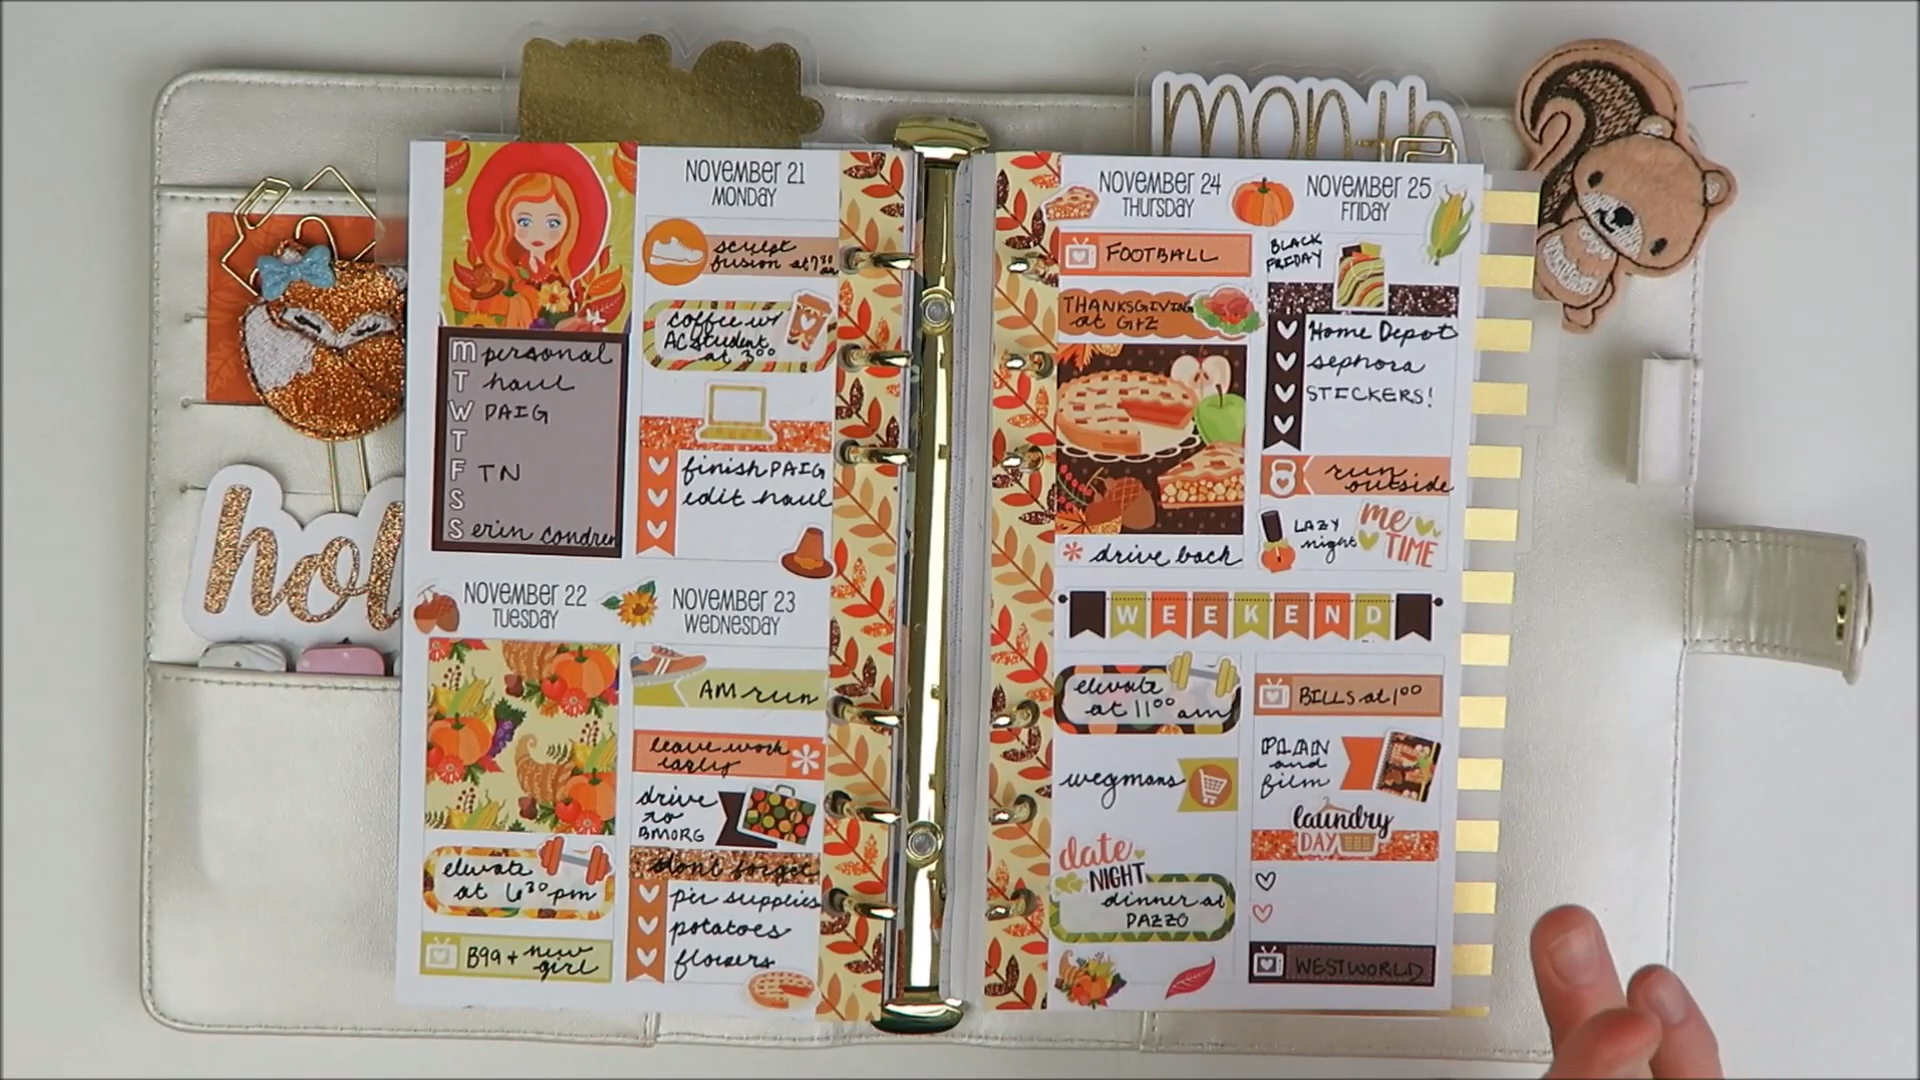 month
hol
NOVEMBER 21
MONDAY
sculpt
fusion at 7 30
am
coffee w/
AC student
at 3 00
finish PAIG
edit haul
M personal
T haul
W PAIG
T
F TN
S
S erin condren
NOVEMBER 22
TUESDAY
elevate
at 6 30 pm
B99 + new
girl
NOVEMBER 23
WEDNESDAY
AM run
leave work
early
drive
to
BMORG
don't forget
pie supplies
potatoes
flowers
NOVEMBER 24
THURSDAY
FOOTBALL
THANKSGIVING
at G+Z
drive back
NOVEMBER 25
FRIDAY
BLACK
FRIDAY
Home Depot
sephora
STICKERS!
run
outside
LAZY
night
me
TIME
WEEKEND
elevate
at 11 00 am
wegmans
date
NIGHT
dinner at
PAZZO
BILLS at 1 00
PLAN
and
film
laundry
DAY
WESTWORLD